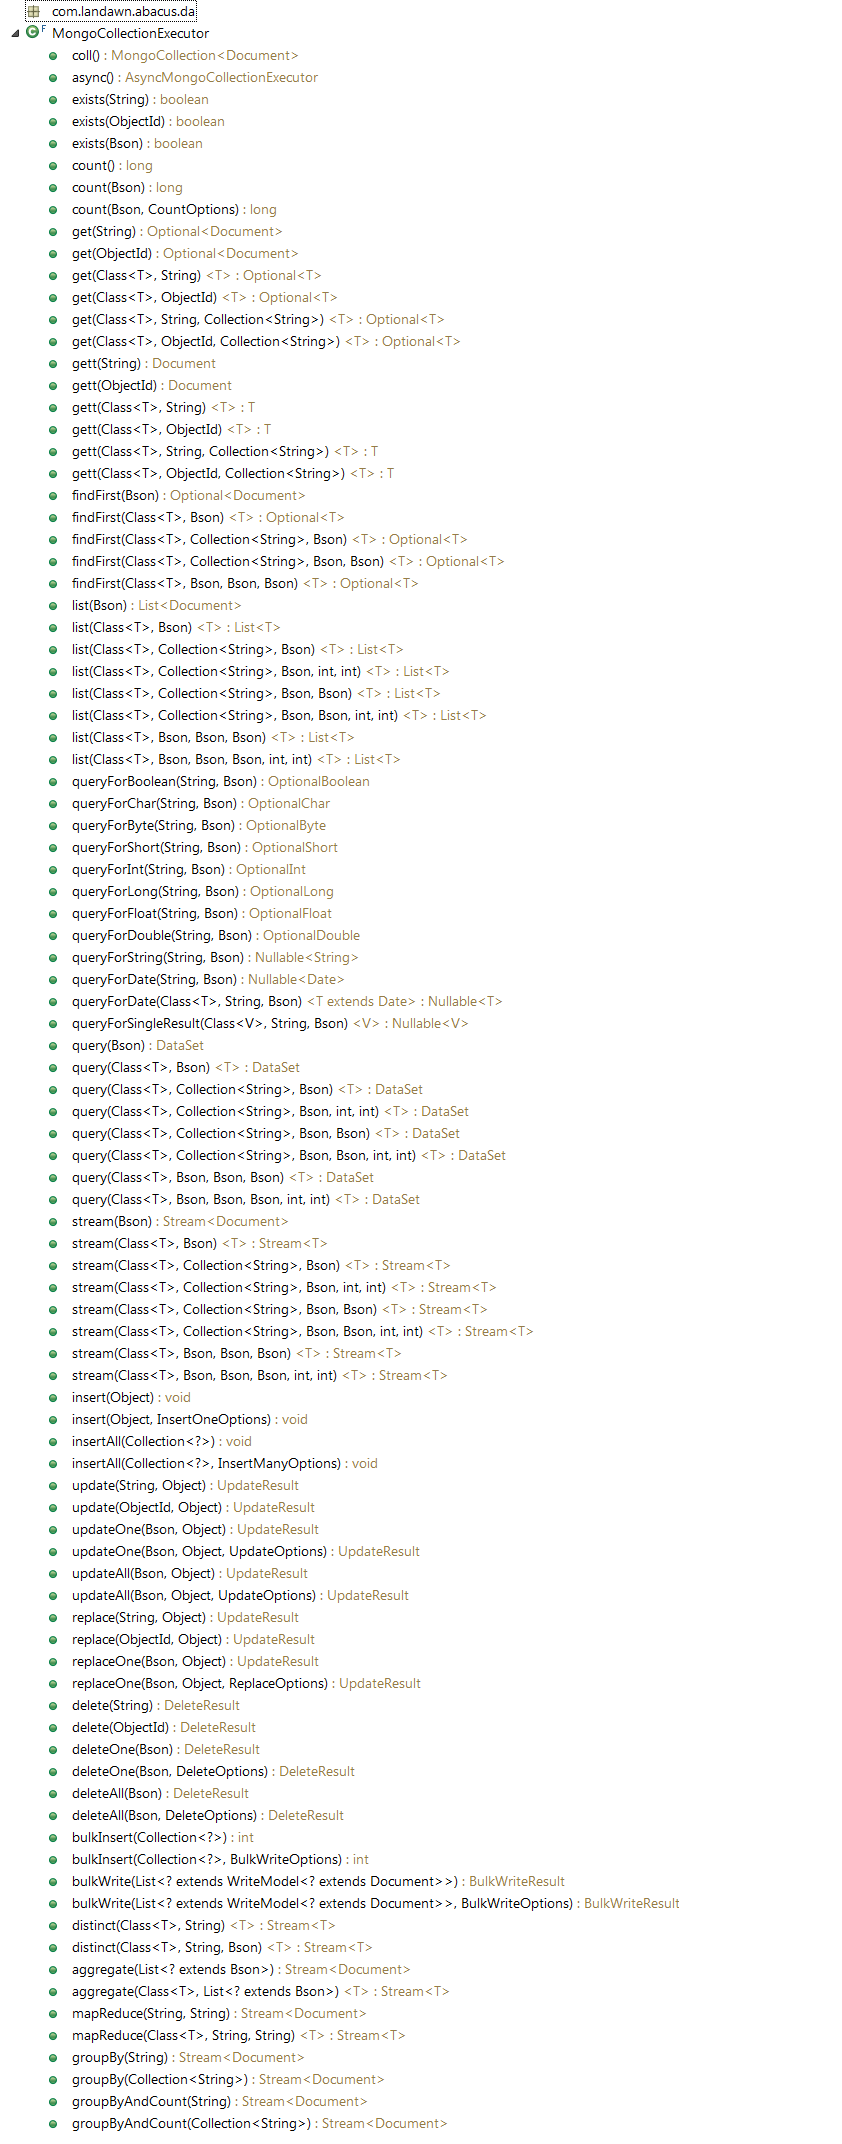 com.landawn.abacus.da
MongoCollectionExecutor
coll() : MongoCollection<Document>
async() : AsyncMongoCollectionExecutor
exists(String) : boolean
exists(ObjectId) : boolean
exists(Bson) : boolean
count() : long
count(Bson) : long
count(Bson, CountOptions) : long
get(String) : Optional<Document>
get(ObjectId) : Optional<Document>
get(Class<T>, String) <T> : Optional<T>
get(Class<T>, ObjectId) <T> : Optional<T>
get(Class<T>, String, Collection<String>) <T> : Optional<T>
get(Class<T>, ObjectId, Collection<String>) <T> : Optional<T>
gett(String) : Document
gett(ObjectId) : Document
gett(Class<T>, String) <T> : T
gett(Class<T>, ObjectId) <T> : T
gett(Class<T>, String, Collection<String>) <T> : T
gett(Class<T>, ObjectId, Collection<String>) <T> : T
findFirst(Bson) : Optional<Document>
findFirst(Class<T>, Bson) <T> : Optional<T>
findFirst(Class<T>, Collection<String>, Bson) <T> : Optional<T>
findFirst(Class<T>, Collection<String>, Bson, Bson) <T> : Optional<T>
findFirst(Class<T>, Bson, Bson, Bson) <T> : Optional<T>
list(Bson) : List<Document>
list(Class<T>, Bson) <T> : List<T>
list(Class<T>, Collection<String>, Bson) <T> : List<T>
list(Class<T>, Collection<String>, Bson, int, int) <T> : List<T>
list(Class<T>, Collection<String>, Bson, Bson) <T> : List<T>
list(Class<T>, Collection<String>, Bson, Bson, int, int) <T> : List<T>
list(Class<T>, Bson, Bson, Bson) <T> : List<T>
list(Class<T>, Bson, Bson, Bson, int, int) <T> : List<T>
queryForBoolean(String, Bson) : OptionalBoolean
queryForChar(String, Bson) : OptionalChar
queryForByte(String, Bson) : OptionalByte
queryForShort(String, Bson) : OptionalShort
queryForInt(String, Bson) : OptionalInt
queryForLong(String, Bson) : OptionalLong
queryForFloat(String, Bson) : OptionalFloat
queryForDouble(String, Bson) : OptionalDouble
queryForString(String, Bson) : Nullable<String>
queryForDate(String, Bson) : Nullable<Date>
queryForDate(Class<T>, String, Bson) <T extends Date> : Nullable<T>
queryForSingleResult(Class<V>, String, Bson) <V> : Nullable<V>
query(Bson) : DataSet
query(Class<T>, Bson) <T> : DataSet
query(Class<T>, Collection<String>, Bson) <T> : DataSet
query(Class<T>, Collection<String>, Bson, int, int) <T> : DataSet
query(Class<T>, Collection<String>, Bson, Bson) <T> : DataSet
query(Class<T>, Collection<String>, Bson, Bson, int, int) <T> : DataSet
query(Class<T>, Bson, Bson, Bson) <T> : DataSet
query(Class<T>, Bson, Bson, Bson, int, int) <T> : DataSet
stream(Bson) : Stream<Document>
stream(Class<T>, Bson) <T> : Stream<T>
stream(Class<T>, Collection<String>, Bson) <T> : Stream<T>
stream(Class<T>, Collection<String>, Bson, int, int) <T> : Stream<T>
stream(Class<T>, Collection<String>, Bson, Bson) <T> : Stream<T>
stream(Class<T>, Collection<String>, Bson, Bson, int, int) <T> : Stream<T>
stream(Class<T>, Bson, Bson, Bson) <T> : Stream<T>
stream(Class<T>, Bson, Bson, Bson, int, int) <T> : Stream<T>
insert(Object) : void
insert(Object, InsertOneOptions) : void
insertAll(Collection<?>) : void
insertAll(Collection<?>, InsertManyOptions) : void
update(String, Object) : UpdateResult
update(ObjectId, Object) : UpdateResult
updateOne(Bson, Object) : UpdateResult
updateOne(Bson, Object, UpdateOptions) : UpdateResult
updateAll(Bson, Object) : UpdateResult
updateAll(Bson, Object, UpdateOptions) : UpdateResult
replace(String, Object) : UpdateResult
replace(ObjectId, Object) : UpdateResult
replaceOne(Bson, Object) : UpdateResult
replaceOne(Bson, Object, ReplaceOptions) : UpdateResult
delete(String) : DeleteResult
delete(ObjectId) : DeleteResult
deleteOne(Bson) : DeleteResult
deleteOne(Bson, DeleteOptions) : DeleteResult
deleteAll(Bson) : DeleteResult
deleteAll(Bson, DeleteOptions) : DeleteResult
bulkInsert(Collection<?>) : int
bulkInsert(Collection<?>, BulkWriteOptions) : int
bulkWrite(List<? extends WriteModel<? extends Document>>) : BulkWriteResult
bulkWrite(List<? extends WriteModel<? extends Document>>, BulkWriteOptions) : BulkWriteResult
distinct(Class<T>, String) <T> : Stream<T>
distinct(Class<T>, String, Bson) <T> : Stream<T>
aggregate(List<? extends Bson>) : Stream<Document>
aggregate(Class<T>, List<? extends Bson>) <T> : Stream<T>
mapReduce(String, String) : Stream<Document>
mapReduce(Class<T>, String, String) <T> : Stream<T>
groupBy(String) : Stream<Document>
groupBy(Collection<String>) : Stream<Document>
groupByAndCount(String) : Stream<Document>
groupByAndCount(Collection<String>) : Stream<Document>